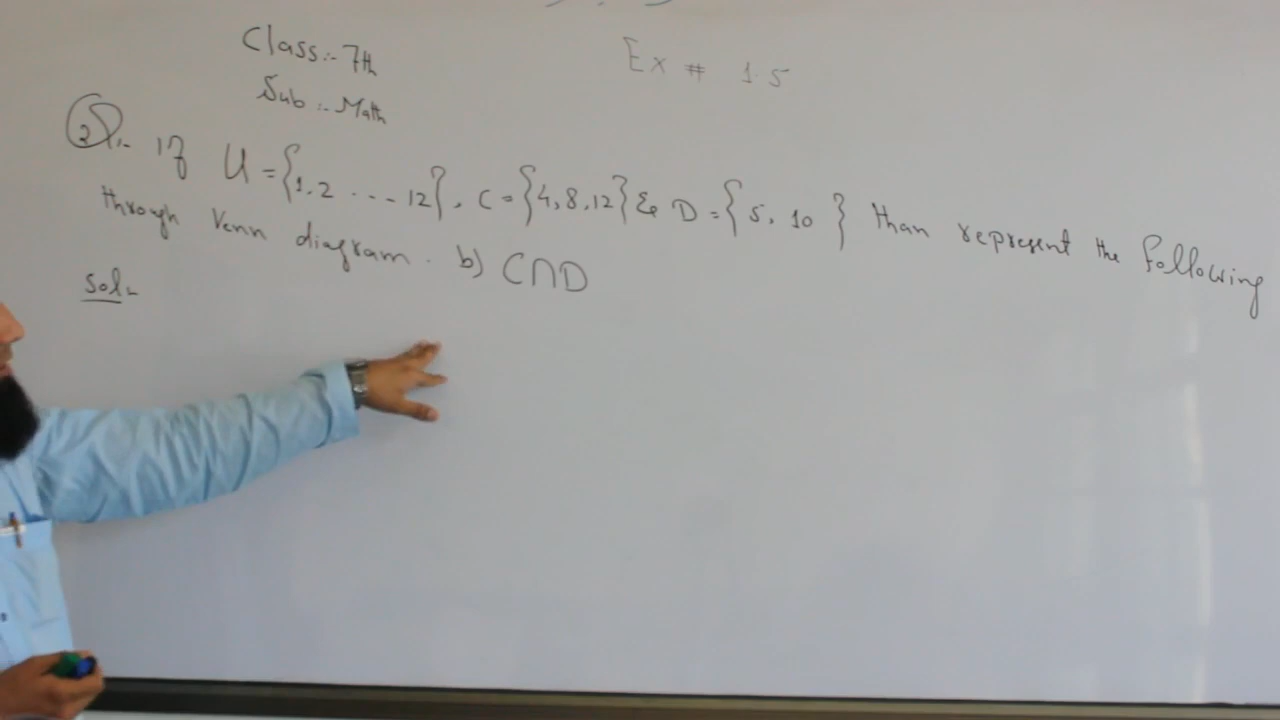 Class:- 7th
Ex # 1.5
Sub:- Math
Q2:- if U = {1,2 ... 12}, C = {4,8,12} & D = {5, 10} than represent the following
through Venn diagram. b) C∩D
Sol:-